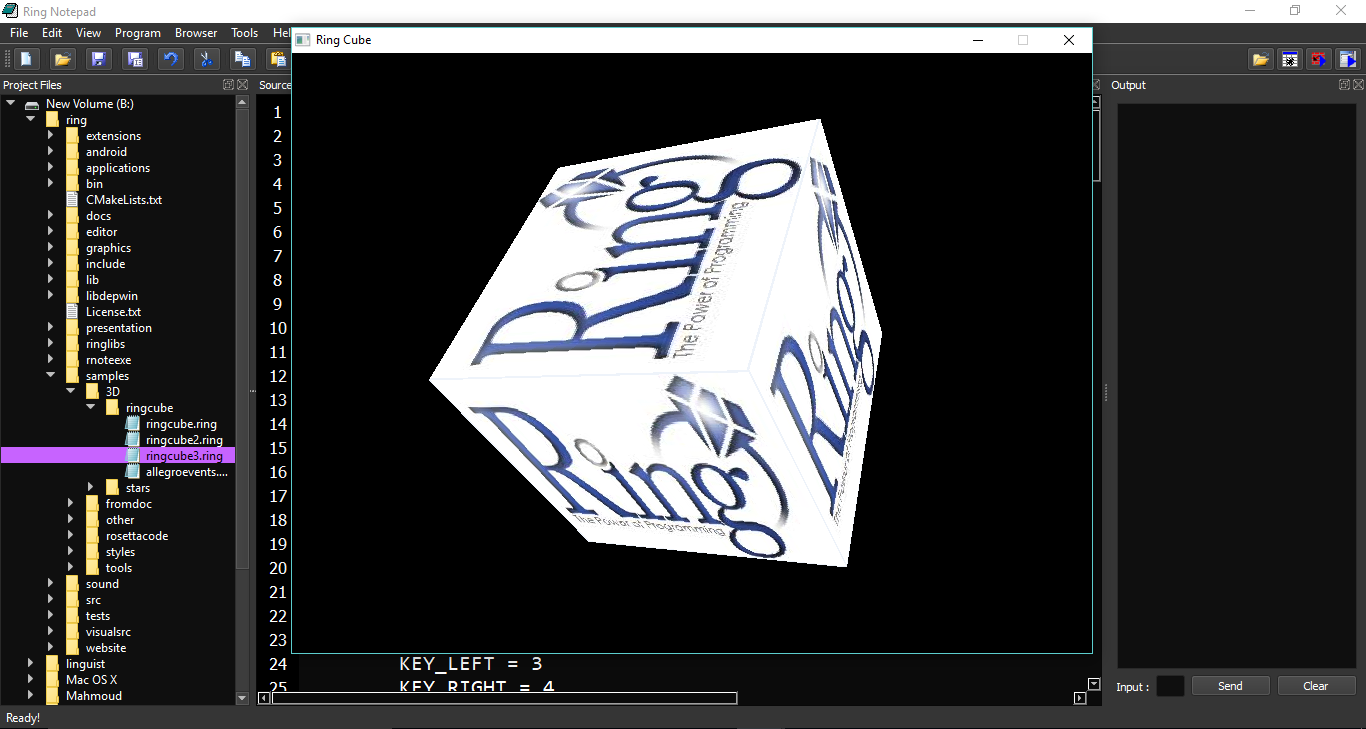 Ring Notepad
File Edit View Program Browser Tools Hel
Ring Cube
Project Files
Source
Output
New Volume (B:)
ring
extensions
android
applications
bin
CMakeLists.txt
docs
editor
graphics
include
lib
libdepwin
License.txt
presentation
ringlibs
rnoteexe
samples
3D
ringcube
ringcube.ring
ringcube2.ring
ringcube3.ring
allegroevents....
stars
fromdoc
other
rosettacode
styles
tools
sound
src
tests
visualsrc
website
linguist
Mac OS X
Mahmoud
1
2
3
4
5
6
7
8
9
10
11
12
13
14
15
16
17
18
19
20
21
22
23
24 KEY_LEFT = 3
25 KEY_RIGHT = 4
Ring
The Power of Programming
Ring
The Power of Programming
Ring
Input :
Send
Clear
Ready!